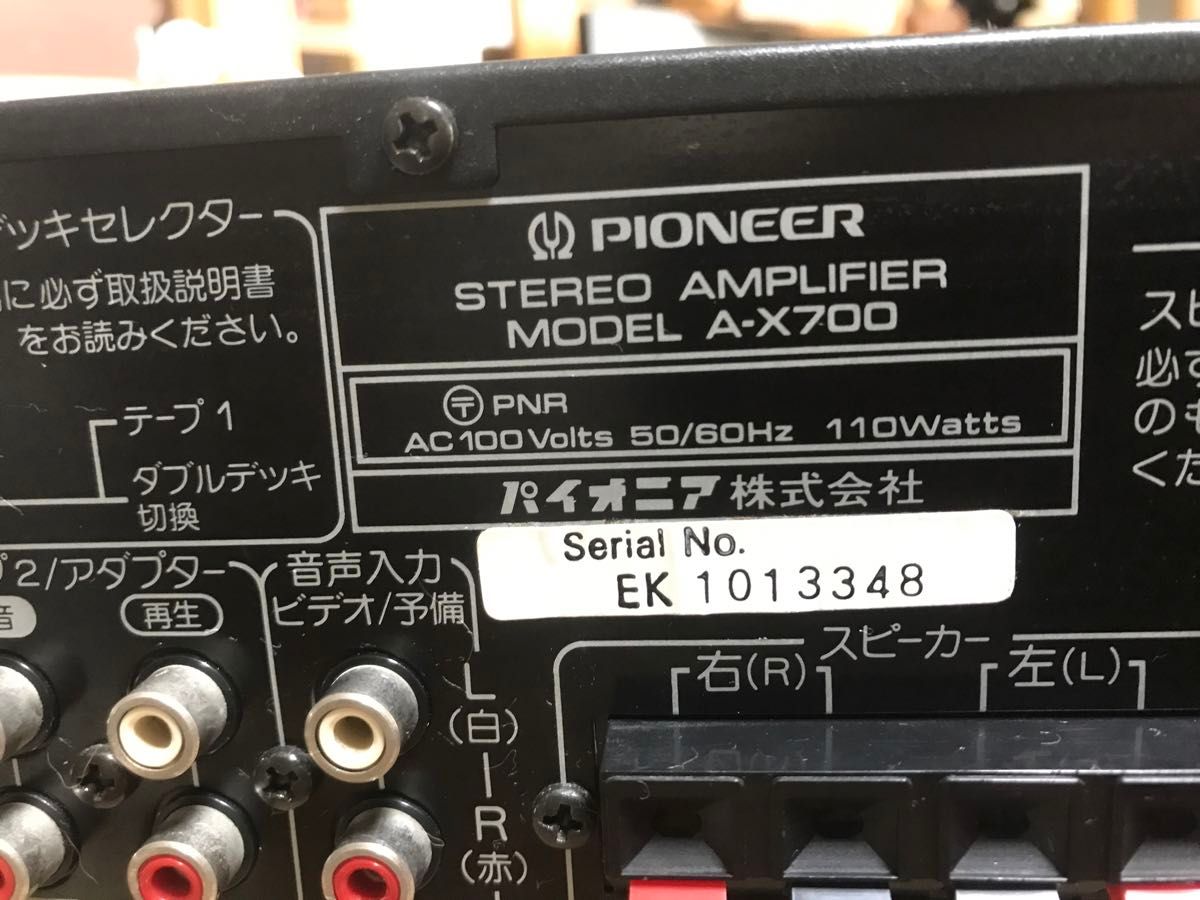 デッキセレクター
に必ず取扱説明書
をお読みください。
テープ1
ダブルデッキ
切換
PIONEER
STEREO AMPLIFIER
MODEL A-X700
〒 PNR
AC100Volts 50/60Hz 110Watts
パイオニア株式会社
Serial No.
EK 1013348
スピ
必ず
のも
くだ
プ2/アダプター
音
再生
音声入力
ビデオ/予備
L
(白)
R
(赤)
スピーカー
右(R)
左(L)